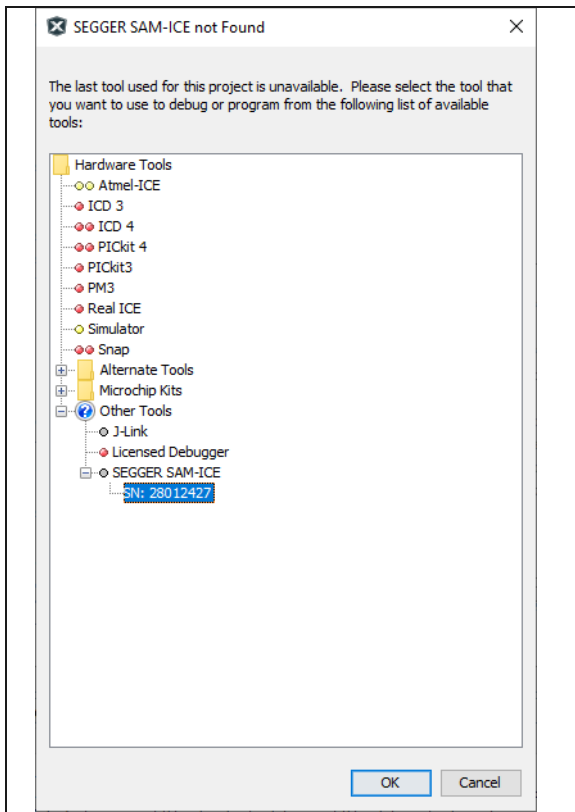 SEGGER SAM-ICE not Found
The last tool used for this project is unavailable. Please select the tool that
you want to use to debug or program from the following list of available
tools:
Hardware Tools
Atmel-ICE
ICD 3
ICD 4
PICkit 4
PICkit3
PM3
Real ICE
Simulator
Snap
Alternate Tools
Microchip Kits
Other Tools
J-Link
Licensed Debugger
SEGGER SAM-ICE
SN: 28012427
OK Cancel